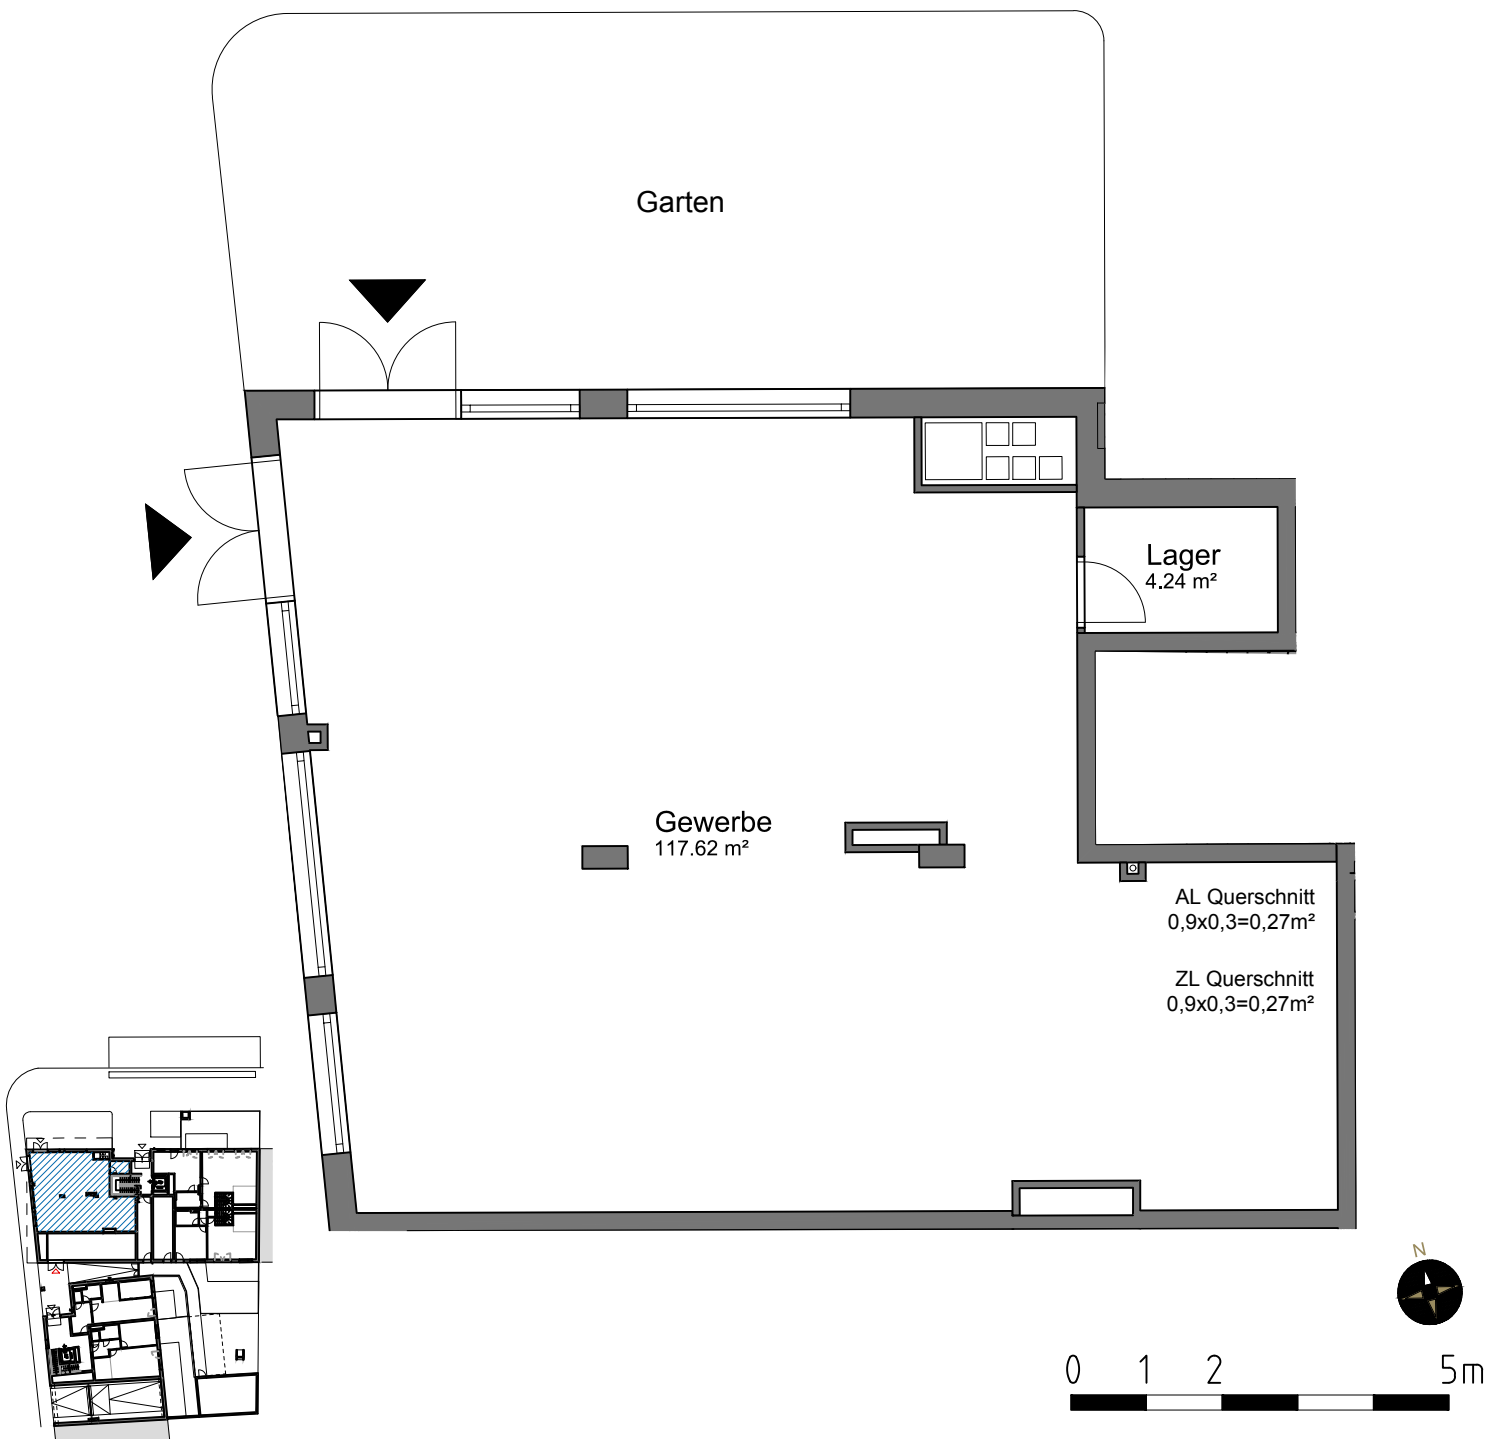 Garten
Lager
4.24 m²
Gewerbe
117.62 m²
AL Querschnitt
0,9x0,3=0,27m²
ZL Querschnitt
0,9x0,3=0,27m²
N
0 1 2 5m